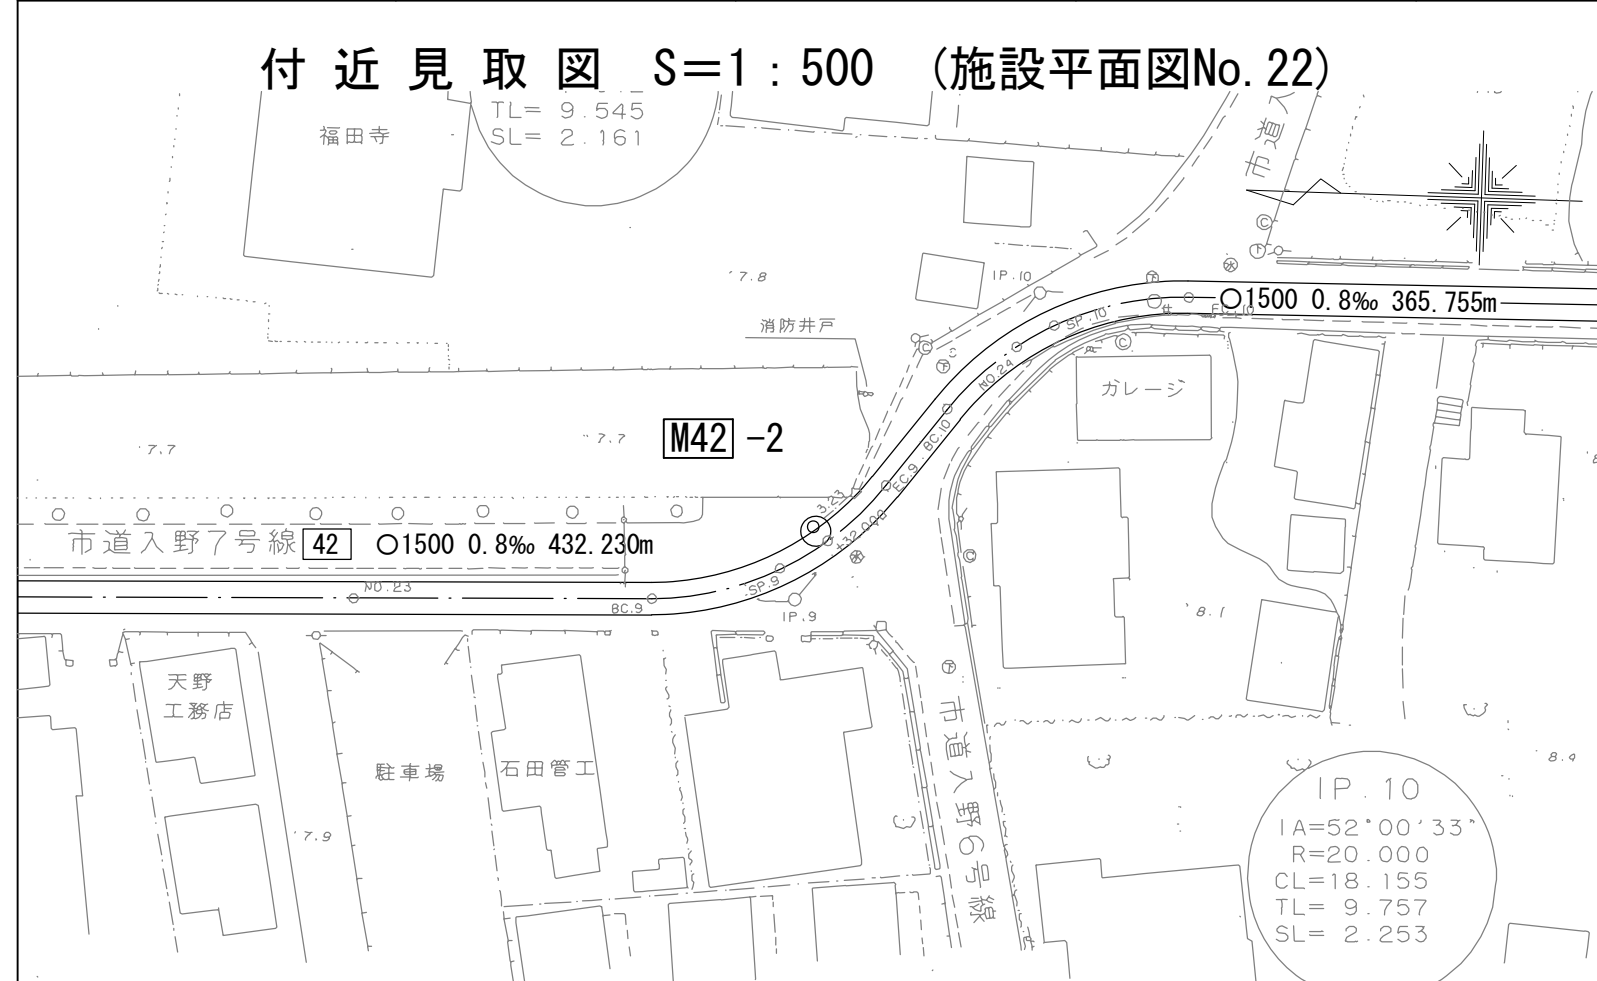 付近見取図 S=1:500 (施設平面図No.22)
TL= 9.545
SL= 2.161
福田寺
市道入
7.8
IP.10
消防井戸
SP.10
EC.10
○1500 0.8‰ 365.755m
NO.24
ガレージ
M42 -2
7.7
7.7
BC.10
EC.9
3.23
+32.000
市道入野7号線 42 ○1500 0.8‰ 432.230m
NO.23
BC.9
SP.9
IP.9
8.1
天野
工務店
駐車場
石田管工
市道入野6号線
7.9
8.4
IP.10
IA=52°00'33"
R=20.000
CL=18.155
TL= 9.757
SL= 2.253